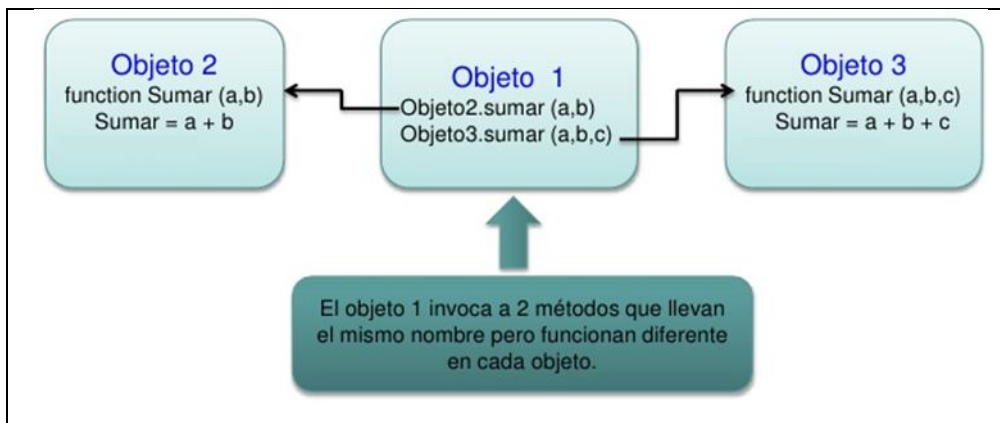 Objeto 2
function Sumar (a,b)
Sumar = a + b
Objeto 1
Objeto2.sumar (a,b)
Objeto3.sumar (a,b,c)
Objeto 3
function Sumar (a,b,c)
Sumar = a + b + c
El objeto 1 invoca a 2 métodos que llevan
el mismo nombre pero funcionan diferente
en cada objeto.